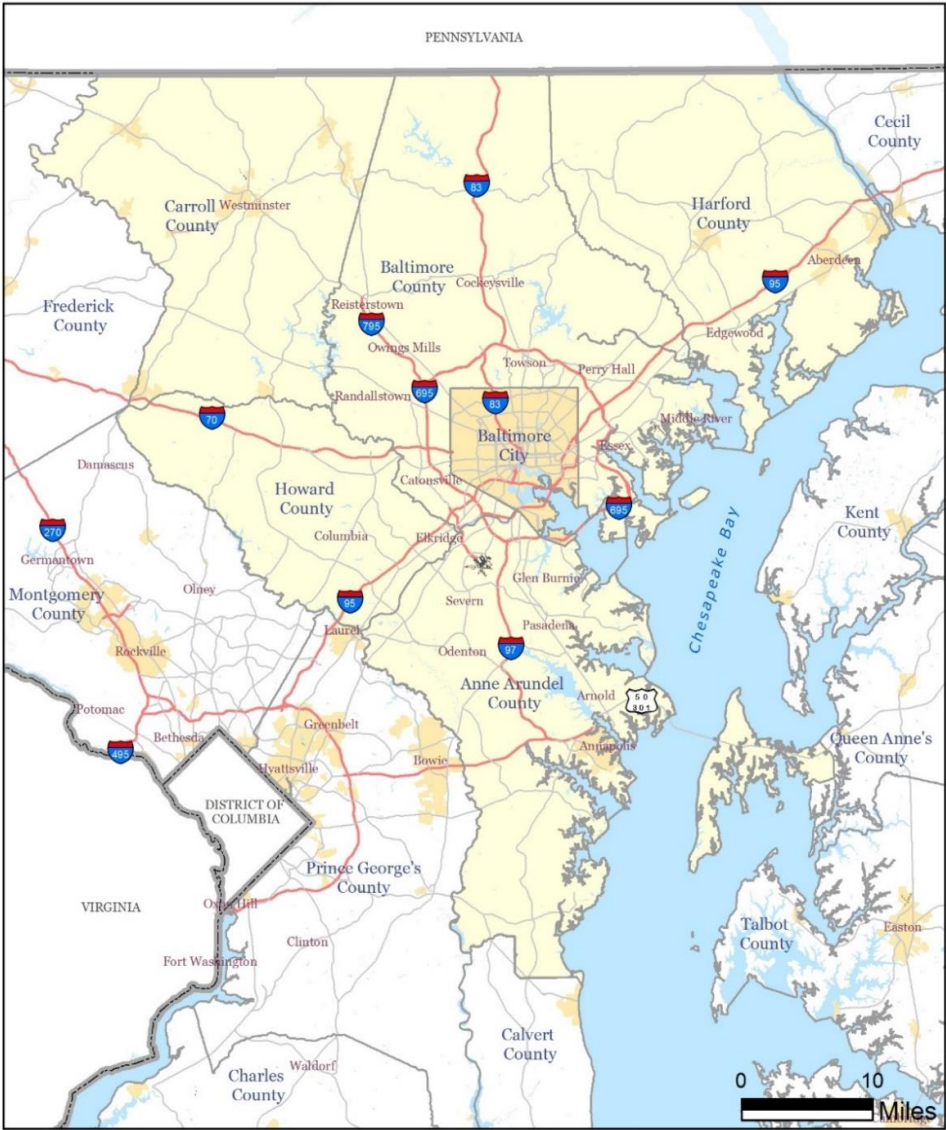 PENNSYLVANIA
Cecil
County
83
Carroll
County
Westminster
Harford
County
Baltimore
County
Cockeysville
Aberdeen
95
Reisterstown
Frederick
County
795
Edgewood
Owings Mills
Towson
Perry Hall
695
Randallstown
83
70
Middle River
Baltimore
City
Essex
Damascus
Catonsville
Howard
County
695
Kent
County
270
Columbia
Elkridge
Chesapeake Bay
Germantown
Glen Burnie
Montgomery
County
Olney
95
Severn
Laurel
Pasadena
Rockville
Odenton
97
Anne Arundel
County
Arnold
50
301
Potomac
Greenbelt
Bethesda
Annapolis
Queen Anne's
County
495
Hyattsville
Bowie
DISTRICT OF
COLUMBIA
Prince George's
County
VIRGINIA
Oxon Hill
Talbot
County
Easton
Clinton
Fort Washington
Calvert
County
Waldorf
Charles
County
0 10
Miles